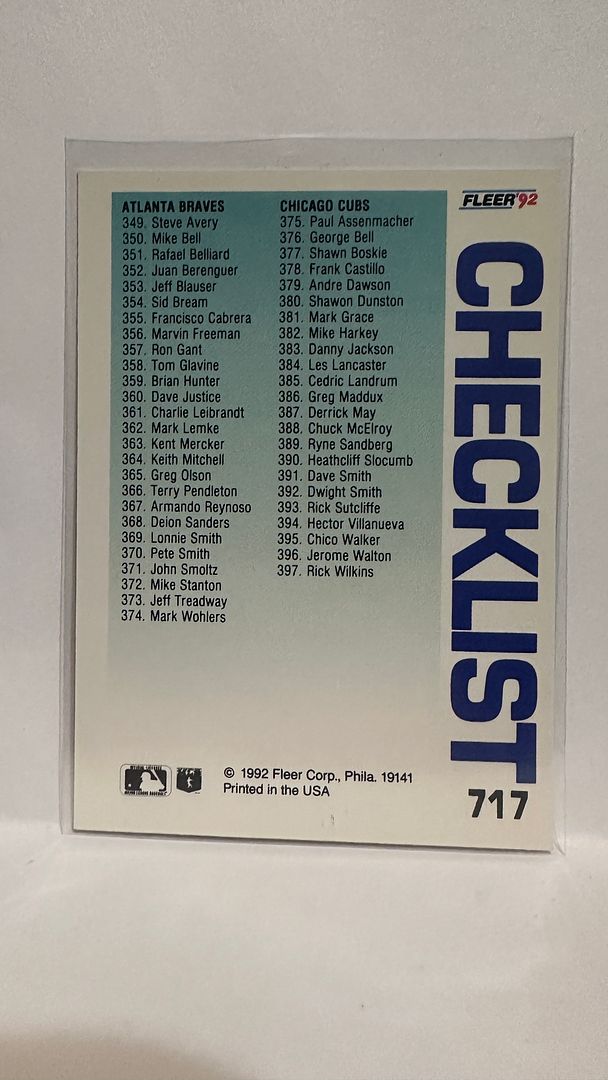 FLEER '92
CHECKLIST
717
ATLANTA BRAVES
349. Steve Avery
350. Mike Bell
351. Rafael Belliard
352. Juan Berenguer
353. Jeff Blauser
354. Sid Bream
355. Francisco Cabrera
356. Marvin Freeman
357. Ron Gant
358. Tom Glavine
359. Brian Hunter
360. Dave Justice
361. Charlie Leibrandt
362. Mark Lemke
363. Kent Mercker
364. Keith Mitchell
365. Greg Olson
366. Terry Pendleton
367. Armando Reynoso
368. Deion Sanders
369. Lonnie Smith
370. Pete Smith
371. John Smoltz
372. Mike Stanton
373. Jeff Treadway
374. Mark Wohlers
CHICAGO CUBS
375. Paul Assenmacher
376. George Bell
377. Shawn Boskie
378. Frank Castillo
379. Andre Dawson
380. Shawon Dunston
381. Mark Grace
382. Mike Harkey
383. Danny Jackson
384. Les Lancaster
385. Cedric Landrum
386. Greg Maddux
387. Derrick May
388. Chuck McElroy
389. Ryne Sandberg
390. Heathcliff Slocumb
391. Dave Smith
392. Dwight Smith
393. Rick Sutcliffe
394. Hector Villanueva
395. Chico Walker
396. Jerome Walton
397. Rick Wilkins
© 1992 Fleer Corp., Phila. 19141
Printed in the USA